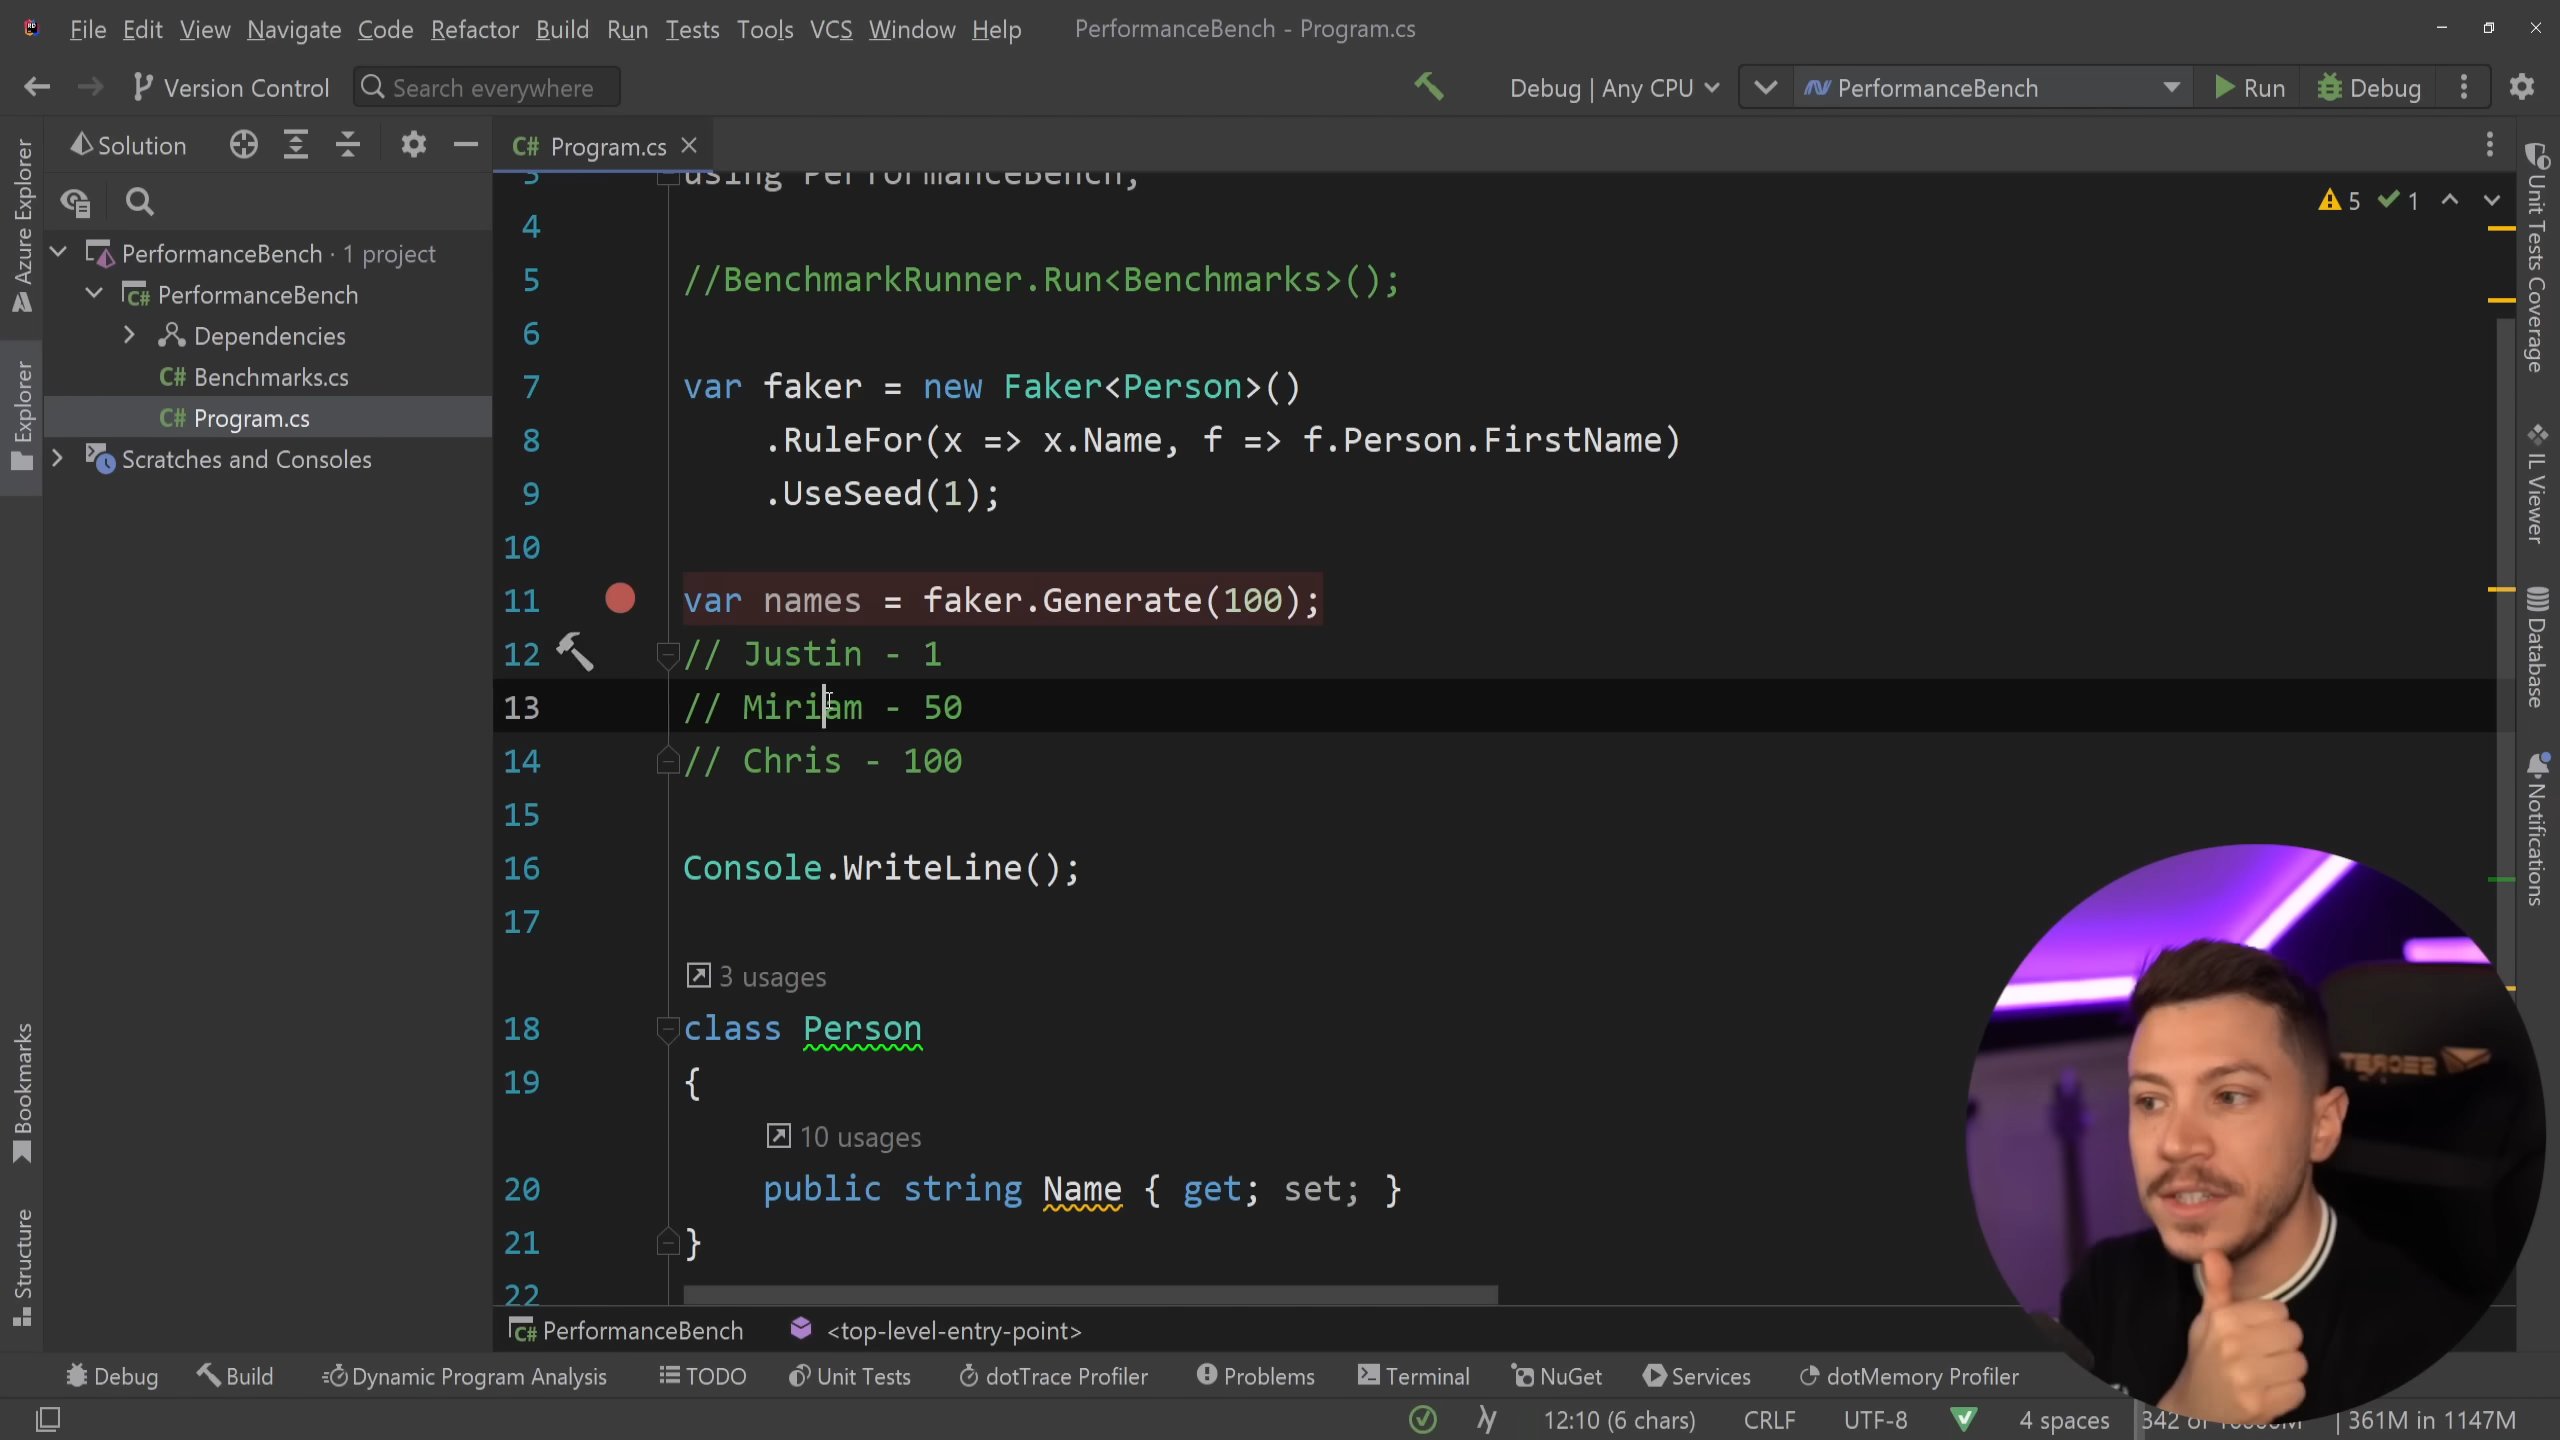 File Edit View Navigate Code Refactor Build Run Tests Tools VCS Window Help PerformanceBench - Program.cs
Version Control Search everywhere Debug | Any CPU PerformanceBench Run Debug
Solution
C# Program.cs
PerformanceBench · 1 project
C# PerformanceBench
Dependencies
C# Benchmarks.cs
C# Program.cs
Scratches and Consoles
Azure Explorer
Explorer
Bookmarks
Structure
3 using PerformanceBench;
4
5 //BenchmarkRunner.Run<Benchmarks>();
6
7 var faker = new Faker<Person>()
8 .RuleFor(x => x.Name, f => f.Person.FirstName)
9 .UseSeed(1);
10
11 var names = faker.Generate(100);
12 // Justin - 1
13 // Miriam - 50
14 // Chris - 100
15
16 Console.WriteLine();
17
3 usages
18 class Person
19 {
10 usages
20 public string Name { get; set; }
21 }
22
5 1
Unit Tests Coverage
IL Viewer
Database
Notifications
SECRET
C# PerformanceBench <top-level-entry-point>
Debug Build Dynamic Program Analysis TODO Unit Tests dotTrace Profiler Problems Terminal NuGet Services dotMemory Profiler
12:10 (6 chars) CRLF UTF-8 4 spaces 361M in 1147M